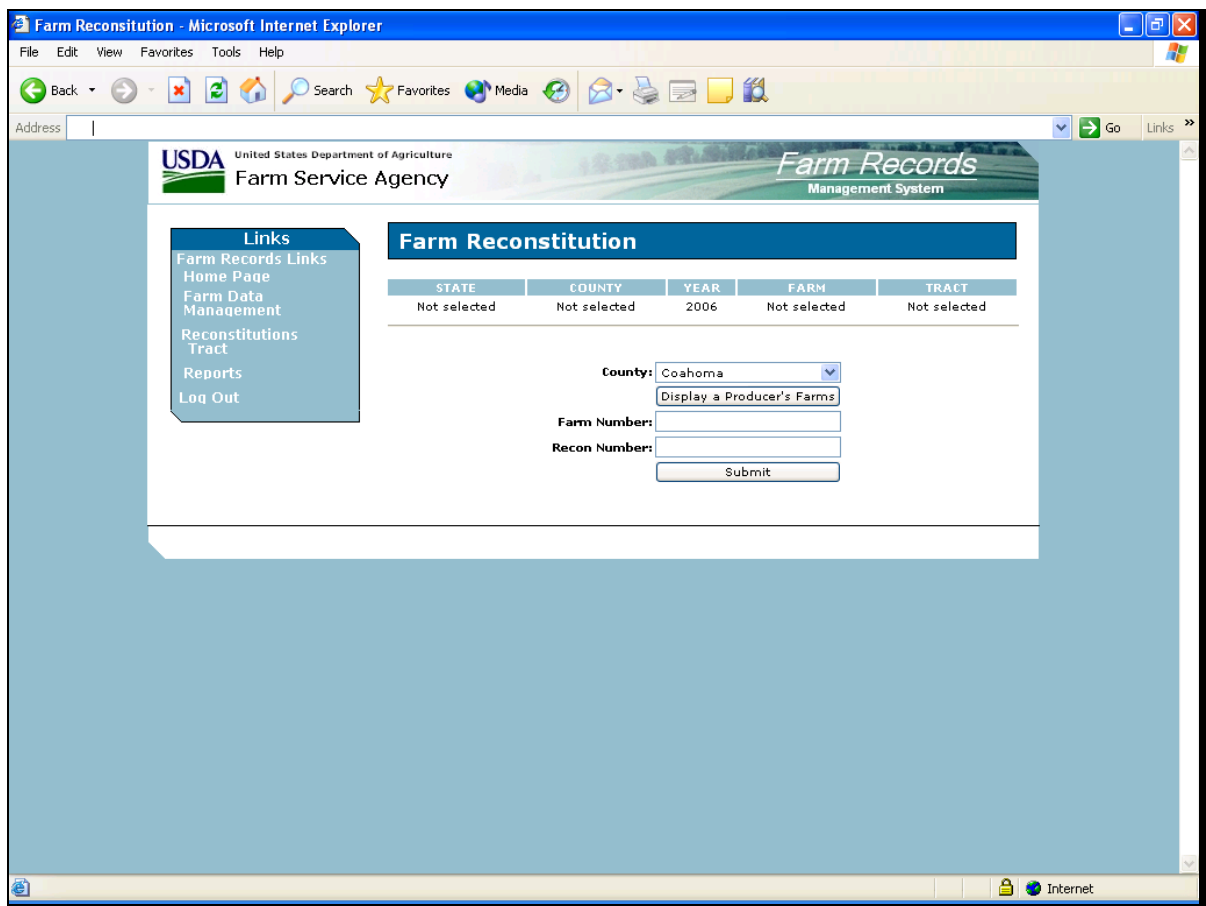 Farm Reconsitution - Microsoft Internet Explorer
File Edit View Favorites Tools Help
Back Search Favorites Media
Address Go Links »
USDA United States Department of Agriculture
Farm Service Agency
Farm Records
Management System
Links
Farm Records Links
Home Page
Farm Data
Management
Reconstitutions
Tract
Reports
Log Out
Farm Reconstitution
STATE COUNTY YEAR FARM TRACT
Not selected Not selected 2006 Not selected Not selected
County: Coahoma
Display a Producer's Farms
Farm Number:
Recon Number:
Submit
Internet